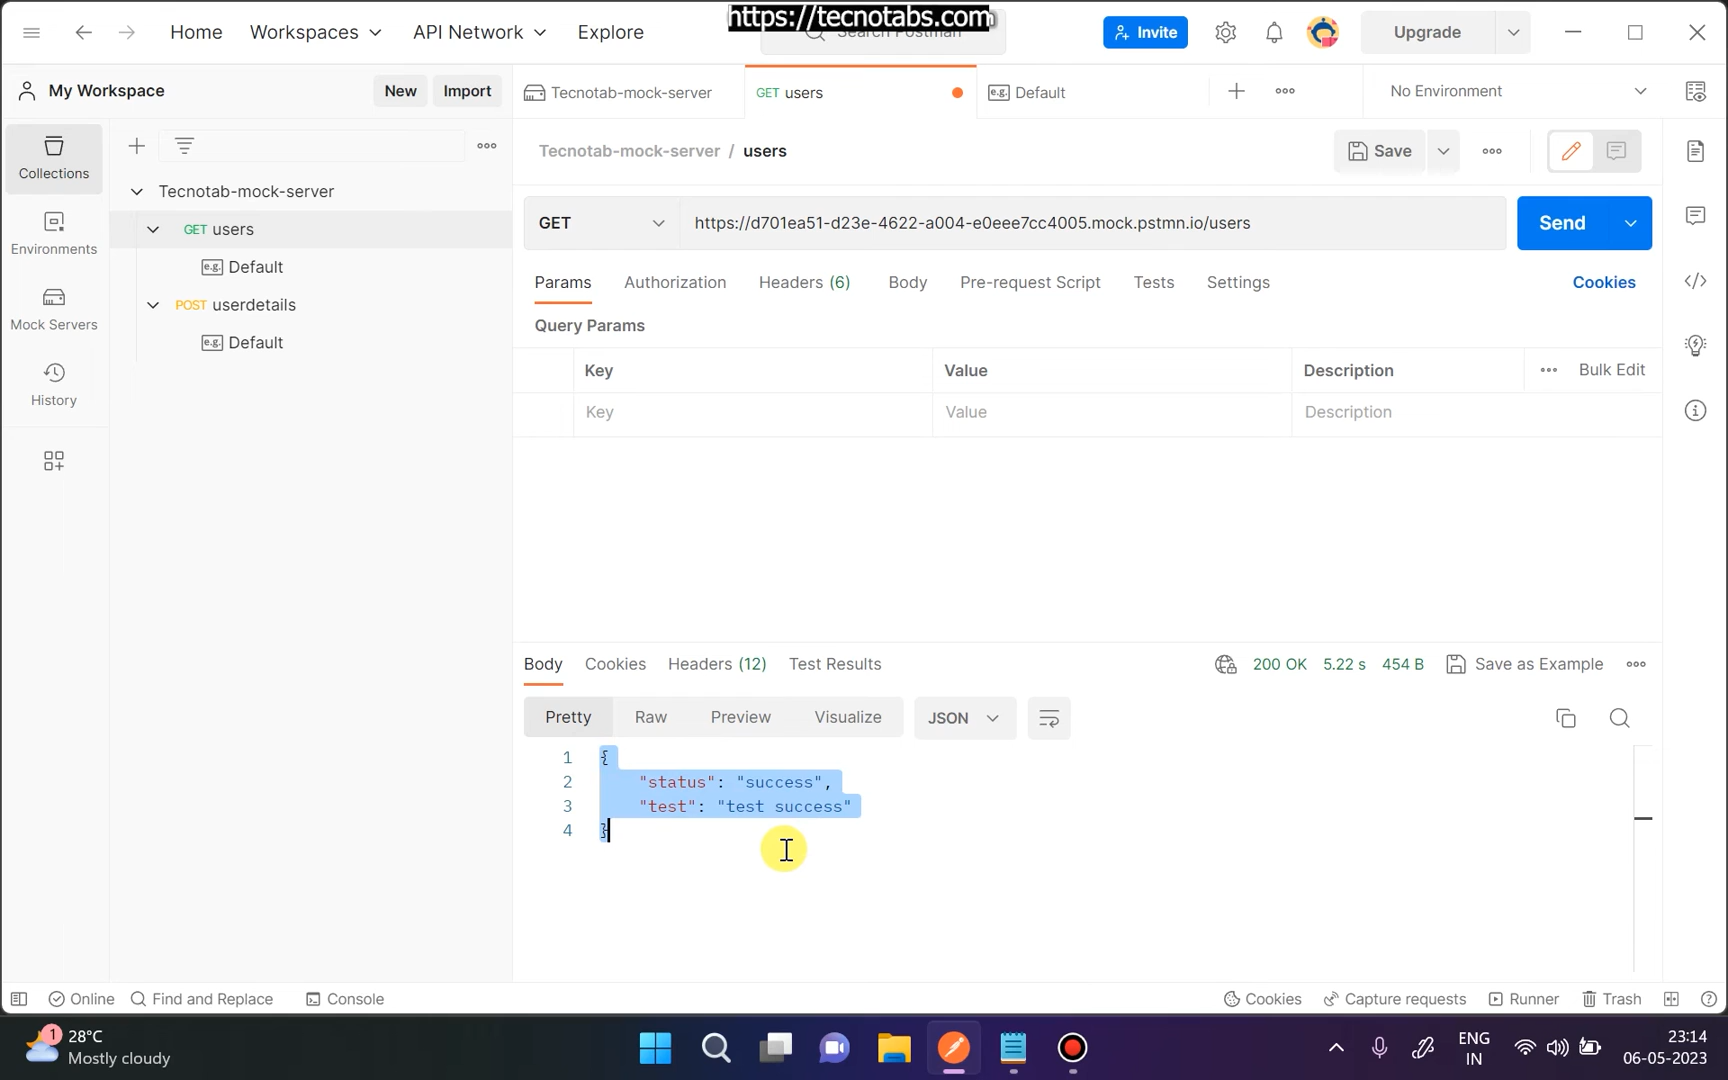 https://tecnotabs.com
Home
Workspaces
API Network
Explore
Search Postman
Invite
Upgrade
My Workspace
New
Import
Tecnotab-mock-server
GET users
Default
No Environment
Collections
Environments
Mock Servers
History
Tecnotab-mock-server
GET users
e.g. Default
POST userdetails
e.g. Default
Tecnotab-mock-server / users
Save
GET
https://d701ea51-d23e-4622-a004-e0eee7cc4005.mock.pstmn.io/users
Send
Params
Authorization
Headers (6)
Body
Pre-request Script
Tests
Settings
Cookies
Query Params
Key
Value
Description
Bulk Edit
Key
Value
Description
Body
Cookies
Headers (12)
Test Results
200 OK
5.22 s
454 B
Save as Example
Pretty
Raw
Preview
Visualize
JSON
1 {
2 "status": "success",
3 "test": "test success"
4 }
Online
Find and Replace
Console
Cookies
Capture requests
Runner
Trash
1
28°C
Mostly cloudy
ENG
IN
23:14
06-05-2023